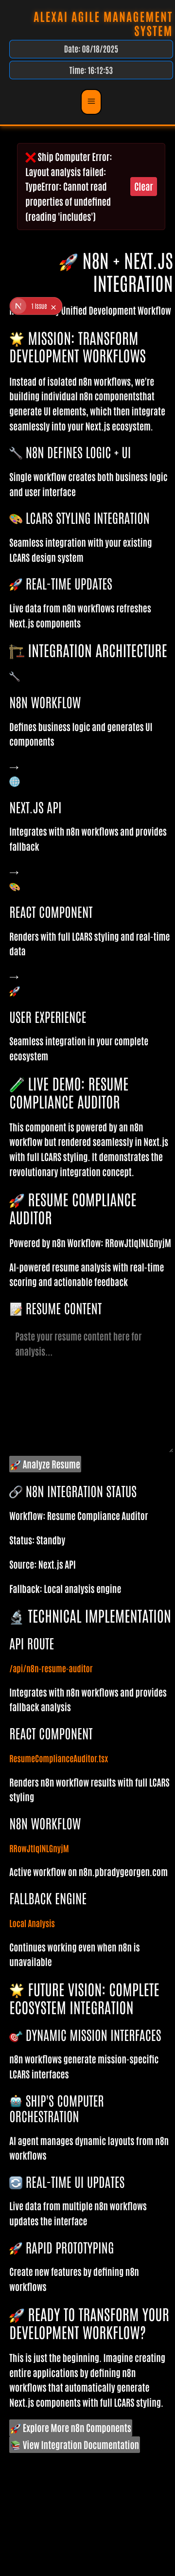 ALEXAI AGILE MANAGEMENT
SYSTEM
Date: 08/18/2025
Time: 16:12:53
❌ Ship Computer Error:
Layout analysis failed:
TypeError: Cannot read
properties of undefined
(reading 'includes')
Clear
🚀 N8N + NEXT.JS
INTEGRATION
N 1 Issue ×
Unified Development Workflow
🌟 MISSION: TRANSFORM
DEVELOPMENT WORKFLOWS
Instead of isolated n8n workflows, we're
building individual n8n componentsthat
generate UI elements, which then integrate
seamlessly into your Next.js ecosystem.
🔧 N8N DEFINES LOGIC + UI
Single workflow creates both business logic
and user interface
🎨 LCARS STYLING INTEGRATION
Seamless integration with your existing
LCARS design system
🚀 REAL-TIME UPDATES
Live data from n8n workflows refreshes
Next.js components
🏗️ INTEGRATION ARCHITECTURE
🔧
N8N WORKFLOW
Defines business logic and generates UI
components
→
🌐
NEXT.JS API
Integrates with n8n workflows and provides
fallback
→
🎨
REACT COMPONENT
Renders with full LCARS styling and real-time
data
→
🚀
USER EXPERIENCE
Seamless integration in your complete
ecosystem
🧪 LIVE DEMO: RESUME
COMPLIANCE AUDITOR
This component is powered by an n8n
workflow but rendered seamlessly in Next.js
with full LCARS styling. It demonstrates the
revolutionary integration concept.
🚀 RESUME COMPLIANCE
AUDITOR
Powered by n8n Workflow: RRowJtIqlNLGnyjM
AI-powered resume analysis with real-time
scoring and actionable feedback
📝 RESUME CONTENT
Paste your resume content here for
analysis...
🚀 Analyze Resume
🔗 N8N INTEGRATION STATUS
Workflow: Resume Compliance Auditor
Status: Standby
Source: Next.js API
Fallback: Local analysis engine
🔬 TECHNICAL IMPLEMENTATION
API ROUTE
/api/n8n-resume-auditor
Integrates with n8n workflows and provides
fallback analysis
REACT COMPONENT
ResumeComplianceAuditor.tsx
Renders n8n workflow results with full LCARS
styling
N8N WORKFLOW
RRowJtIqlNLGnyjM
Active workflow on n8n.pbradygeorgen.com
FALLBACK ENGINE
Local Analysis
Continues working even when n8n is
unavailable
🌟 FUTURE VISION: COMPLETE
ECOSYSTEM INTEGRATION
🎯 DYNAMIC MISSION INTERFACES
n8n workflows generate mission-specific
LCARS interfaces
🤖 SHIP'S COMPUTER
ORCHESTRATION
AI agent manages dynamic layouts from n8n
workflows
🔄 REAL-TIME UI UPDATES
Live data from multiple n8n workflows
updates the interface
🚀 RAPID PROTOTYPING
Create new features by defining n8n
workflows
🚀 READY TO TRANSFORM YOUR
DEVELOPMENT WORKFLOW?
This is just the beginning. Imagine creating
entire applications by defining n8n
workflows that automatically generate
Next.js components with full LCARS styling.
🚀 Explore More n8n Components
📚 View Integration Documentation